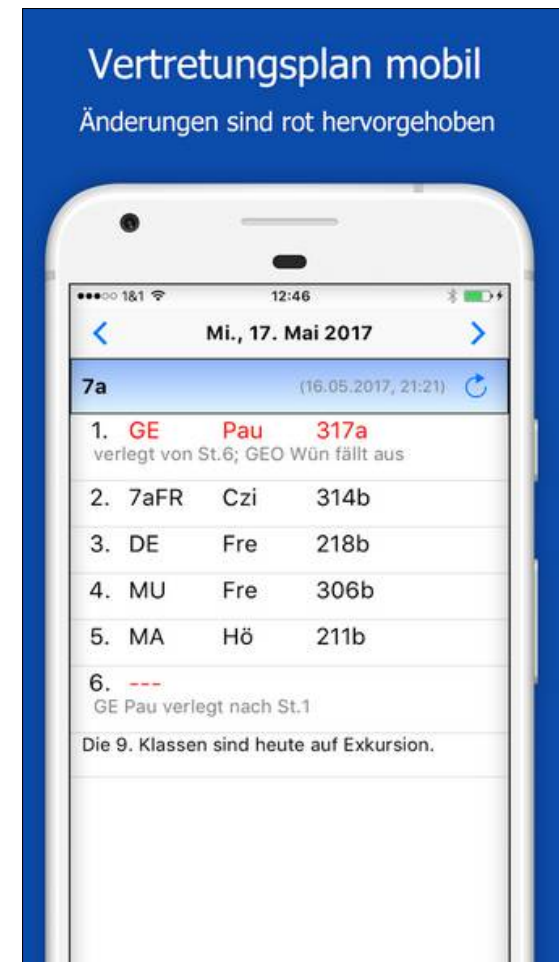 Vertretungsplan mobil
Änderungen sind rot hervorgehoben
1&1 12:46
Mi., 17. Mai 2017
7a (16.05.2017, 21:21)
1. GE Pau 317a
verlegt von St.6; GEO Wün fällt aus
2. 7aFR Czi 314b
3. DE Fre 218b
4. MU Fre 306b
5. MA Hö 211b
6. ---
GE Pau verlegt nach St.1
Die 9. Klassen sind heute auf Exkursion.